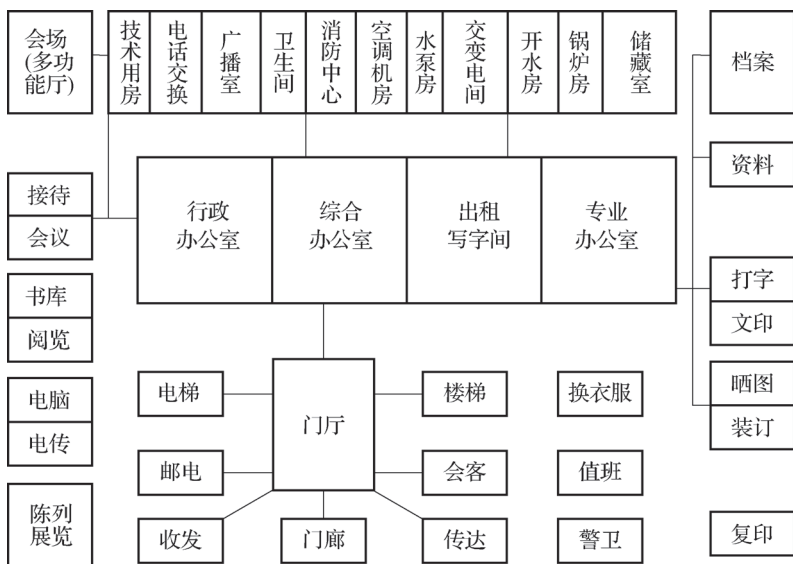 会场
(多功
能厅)
技术用房
电话交换
广播室
卫生间
消防中心
空调机房
水泵房
交变电间
开水房
锅炉房
储藏室
档案
资料
接待
会议
行政
办公室
综合
办公室
出租
写字间
专业
办公室
书库
阅览
打字
文印
电脑
电传
电梯
门厅
楼梯
换衣服
晒图
装订
邮电
会客
值班
陈列
展览
收发
门廊
传达
警卫
复印